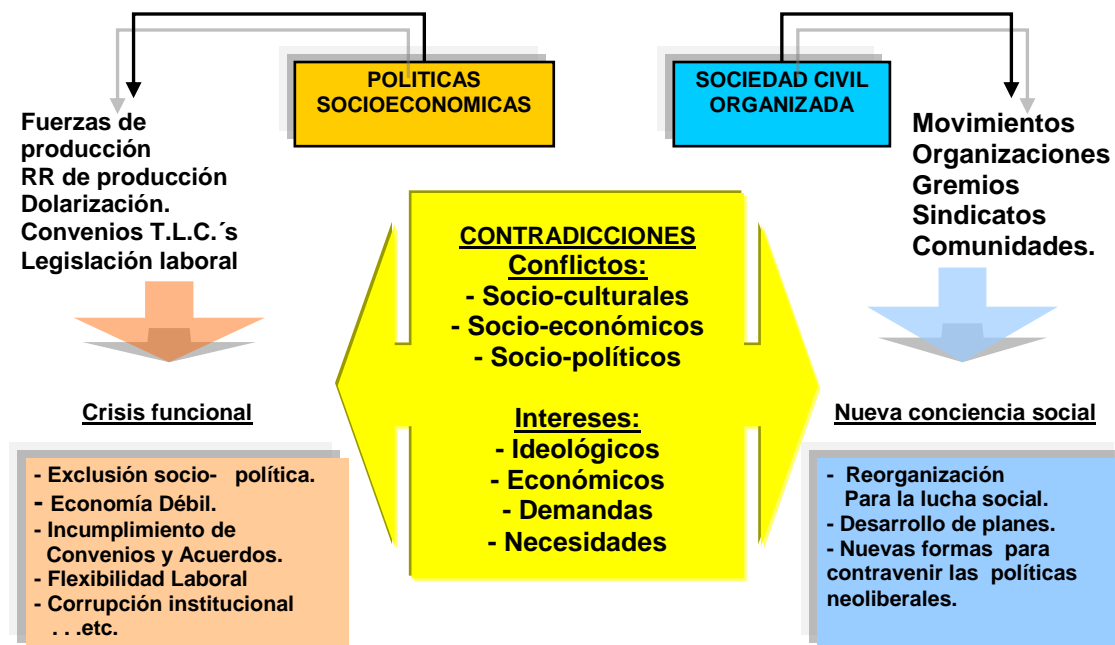 POLITICAS
SOCIOECONOMICAS
SOCIEDAD CIVIL
ORGANIZADA
Fuerzas de
producción
RR de producción
Dolarización.
Convenios T.L.C.´s
Legislación laboral
Movimientos
Organizaciones
Gremios
Sindicatos
Comunidades.
CONTRADICCIONES
Conflictos:
- Socio-culturales
- Socio-económicos
- Socio-políticos
Intereses:
- Ideológicos
- Económicos
- Demandas
- Necesidades
Crisis funcional
- Exclusión socio- política.
- Economía Débil.
- Incumplimiento de
Convenios y Acuerdos.
- Flexibilidad Laboral
- Corrupción institucional
. . .etc.
Nueva conciencia social
- Reorganización
Para la lucha social.
- Desarrollo de planes.
- Nuevas formas para
contravenir las políticas
neoliberales.